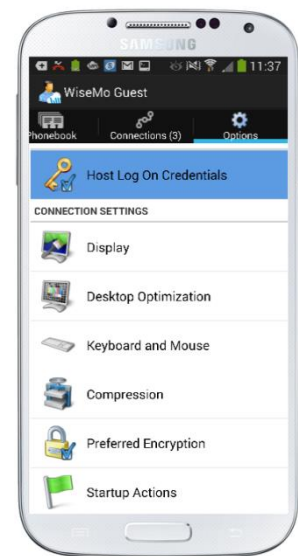 SAMSUNG
11:37
WiseMo Guest
Phonebook
Connections (3)
Options
Host Log On Credentials
CONNECTION SETTINGS
Display
Desktop Optimization
Keyboard and Mouse
Compression
Preferred Encryption
Startup Actions